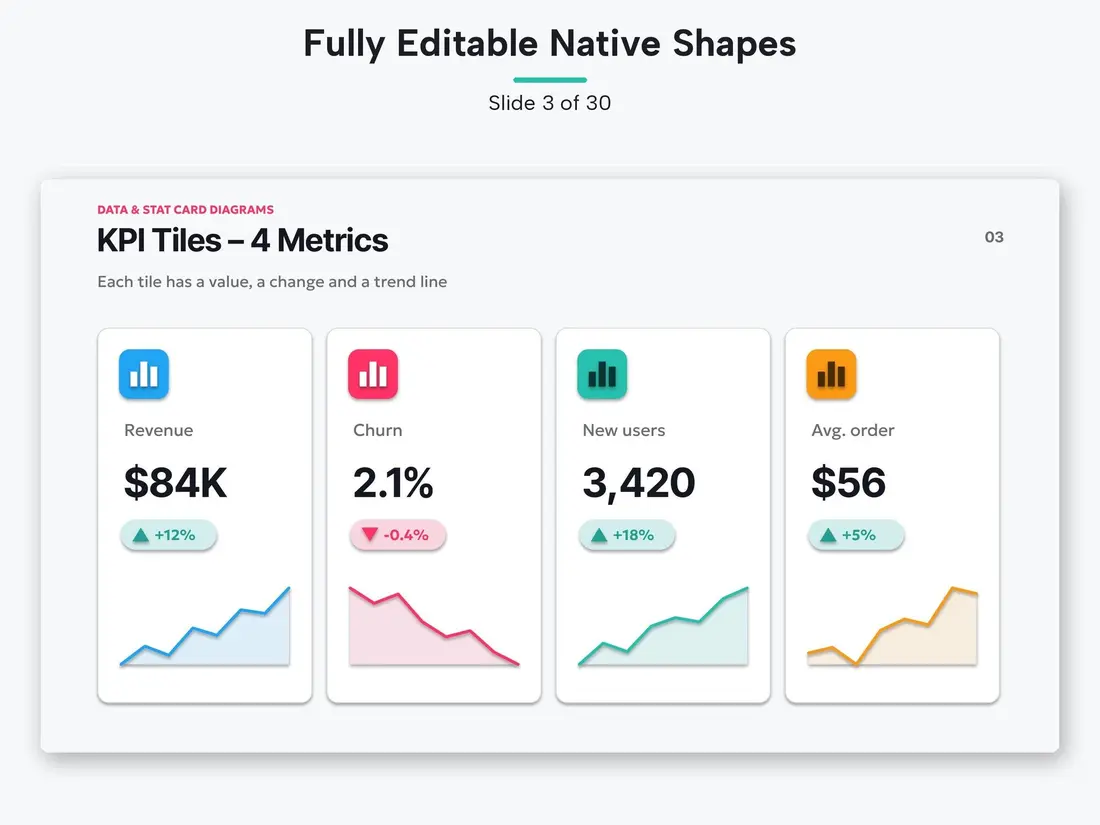 Fully Editable Native Shapes
Slide 3 of 30
DATA & STAT CARD DIAGRAMS
KPI Tiles – 4 Metrics
03
Each tile has a value, a change and a trend line
Revenue
$84K
+12%
Churn
2.1%
-0.4%
New users
3,420
+18%
Avg. order
$56
+5%